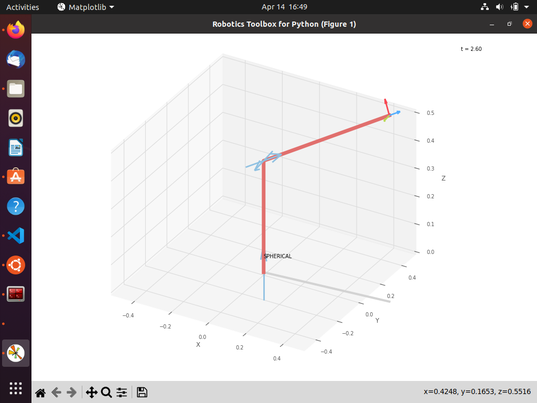 Activities
Matplotlib
Apr 14 16:49
Robotics Toolbox for Python (Figure 1)
t = 2.60
0.5
0.4
0.3
Z
0.2
0.1
0.0
SPHERICAL
0.4
0.2
0.0
Y
−0.2
−0.4
−0.4
−0.2
0.0
X
0.2
0.4
x=0.4248, y=0.1653, z=0.5516